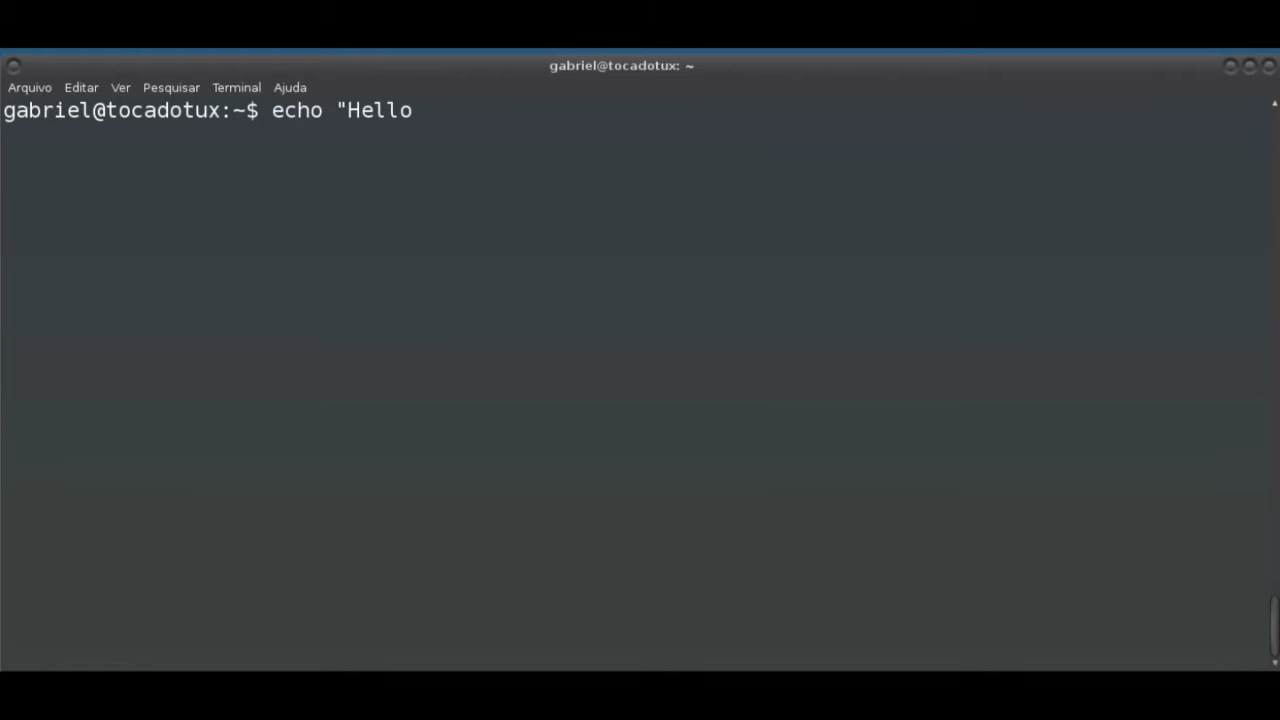 gabriel@tocadotux: ~
Arquivo Editar Ver Pesquisar Terminal Ajuda
gabriel@tocadotux:~$ echo "Hello